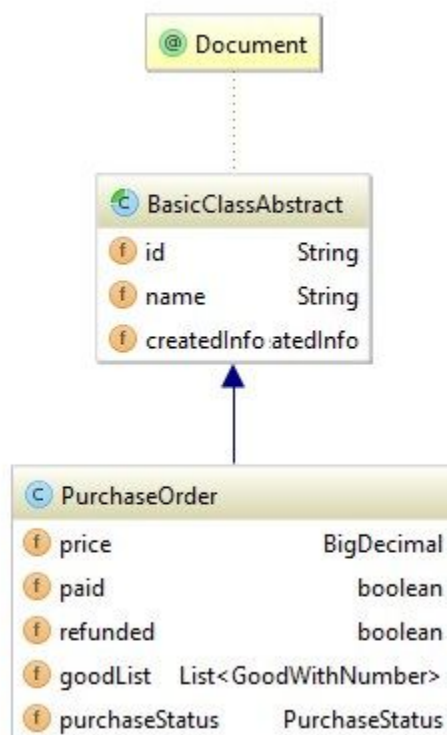 @ Document
C BasicClassAbstract
f id String
f name String
f createdInfo :atedInfo
C PurchaseOrder
f price BigDecimal
f paid boolean
f refunded boolean
f goodList List<GoodWithNumber>
f purchaseStatus PurchaseStatus